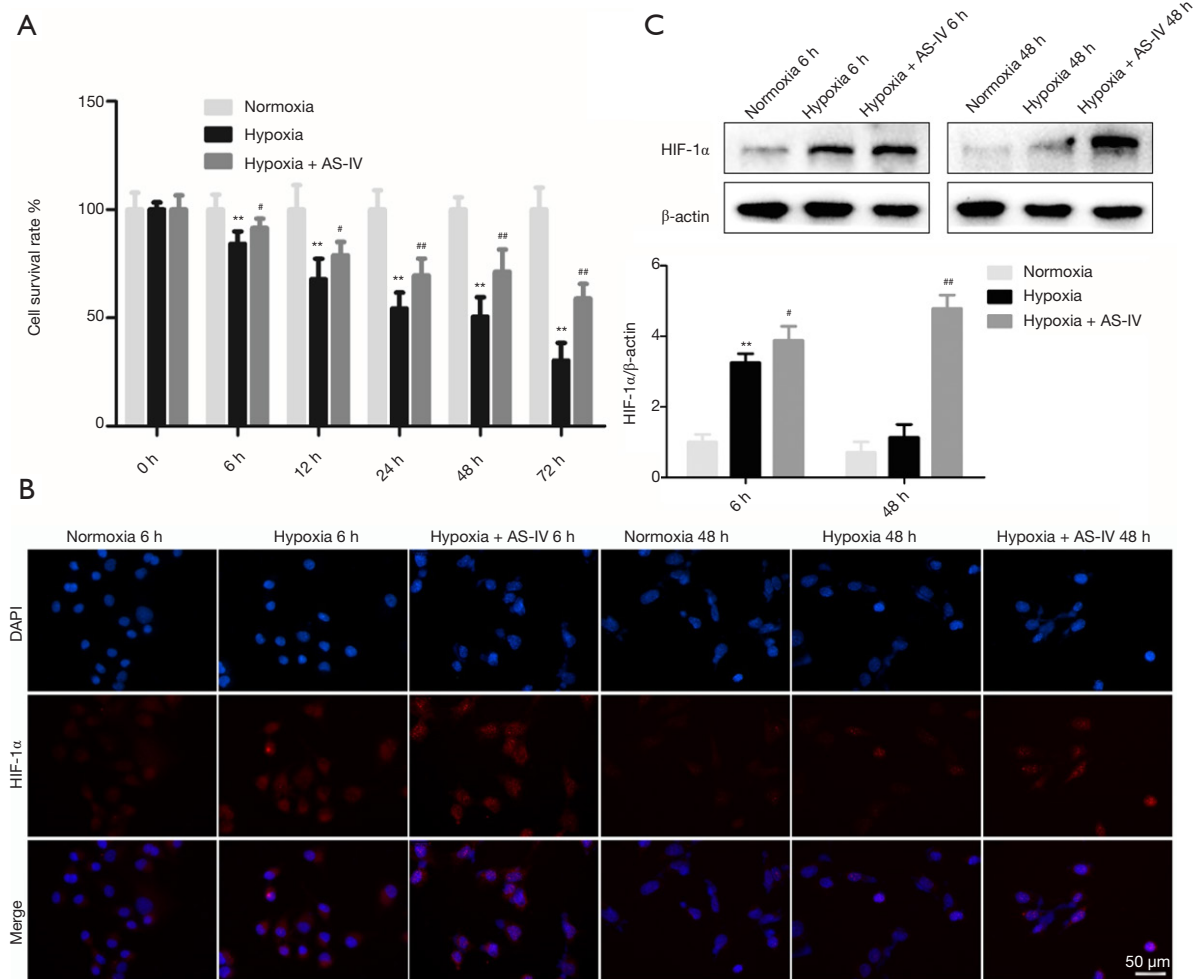 A
150
100
50
0
Cell survival rate %
Normoxia
Hypoxia
Hypoxia + AS-IV
** #
** #
** ##
** ##
** ##
0 h 6 h 12 h 24 h 48 h 72 h
C
Normoxia 6 h Hypoxia 6 h Hypoxia + AS-IV 6 h Normoxia 48 h Hypoxia 48 h Hypoxia + AS-IV 48 h
HIF-1α
β-actin
6
4
2
0
HIF-1α/β-actin
Normoxia
Hypoxia
Hypoxia + AS-IV
** #
##
6 h 48 h
B
Normoxia 6 h Hypoxia 6 h Hypoxia + AS-IV 6 h Normoxia 48 h Hypoxia 48 h Hypoxia + AS-IV 48 h
DAPI
HIF-1α
Merge
50 μm